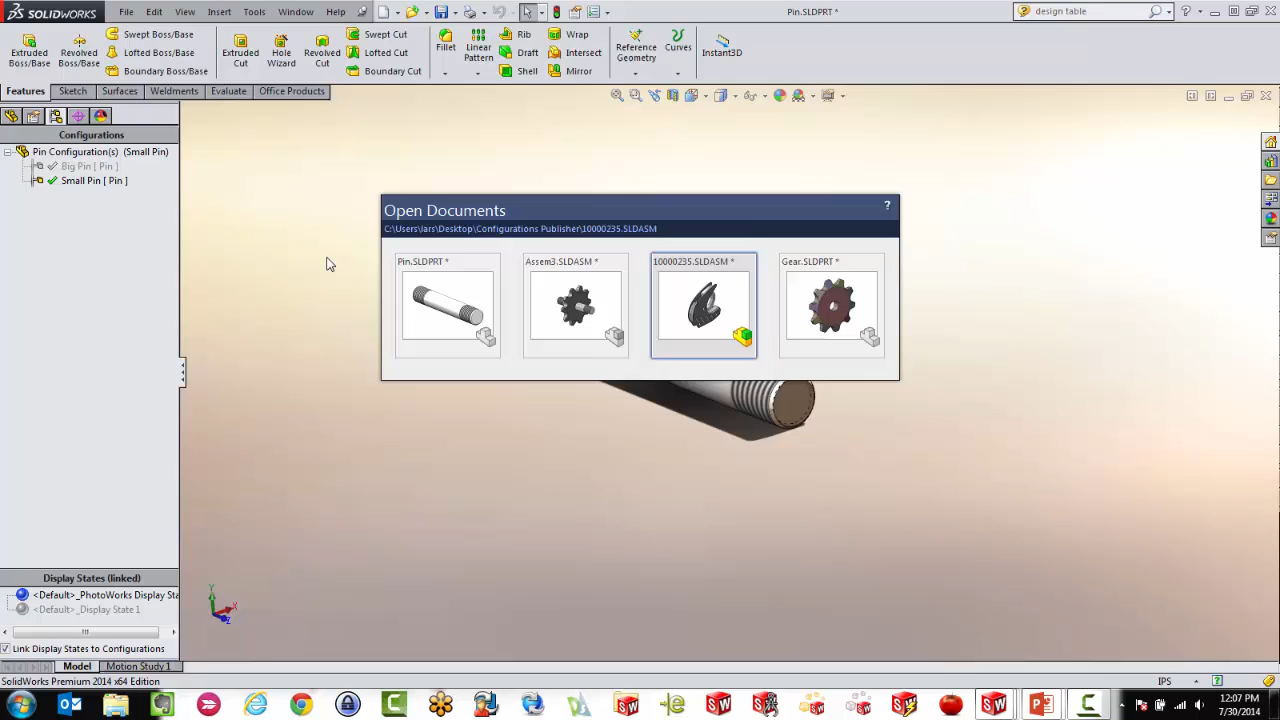 SOLIDWORKS File Edit View Insert Tools Window Help Pin.SLDPRT * design table
Extruded Boss/Base
Revolved Boss/Base
Swept Boss/Base
Lofted Boss/Base
Boundary Boss/Base
Extruded Cut
Hole Wizard
Revolved Cut
Swept Cut
Lofted Cut
Boundary Cut
Fillet
Linear Pattern
Rib
Draft
Shell
Wrap
Intersect
Mirror
Reference Geometry
Curves
Instant3D
Features Sketch Surfaces Weldments Evaluate Office Products
Configurations
Pin Configuration(s) (Small Pin)
Big Pin [ Pin ]
Small Pin [ Pin ]
Open Documents ?
C:\Users\lars\Desktop\Configurations Publisher\10000235.SLDASM
Pin.SLDPRT * Assem3.SLDASM * 10000235.SLDASM * Gear.SLDPRT *
Y
X
Z
Display States (linked)
<Default>_PhotoWorks Display Sta
<Default>_Display State 1
Link Display States to Configurations
Model Motion Study 1
SolidWorks Premium 2014 x64 Edition IPS
12:07 PM
7/30/2014